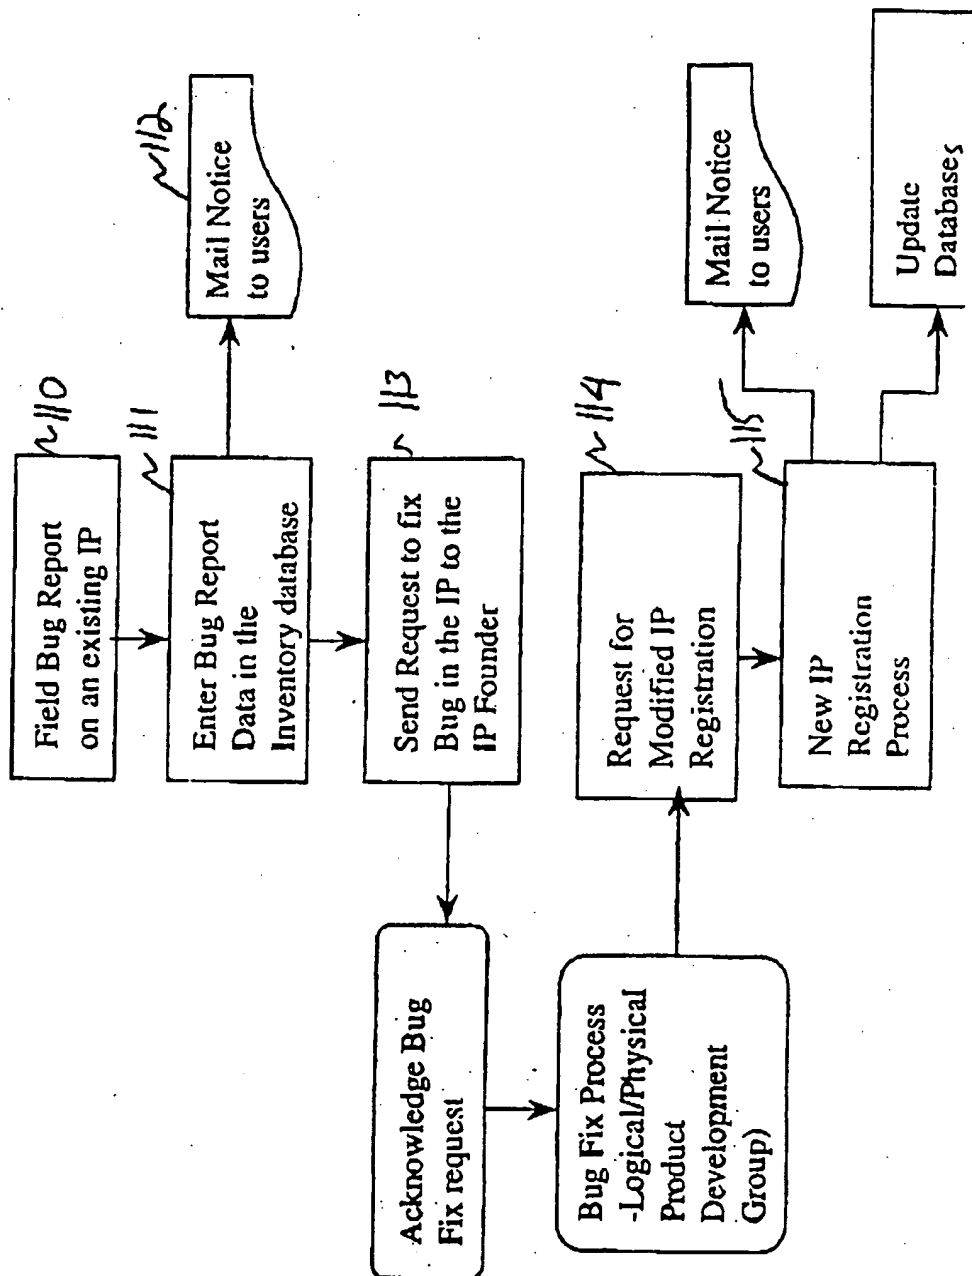 Field Bug Report
on an existing IP
~110
Enter Bug Report
Data in the
Inventory database
~111
Mail Notice
to users
~112
Send Request to fix
Bug in the IP to the
IP Founder
~113
Acknowledge Bug
Fix request
Bug Fix Process
-Logical/Physical
Product
Development
Group)
Request for
Modified IP
Registration
~114
New IP
Registration
Process
~115
Mail Notice
to users
Update
Databases